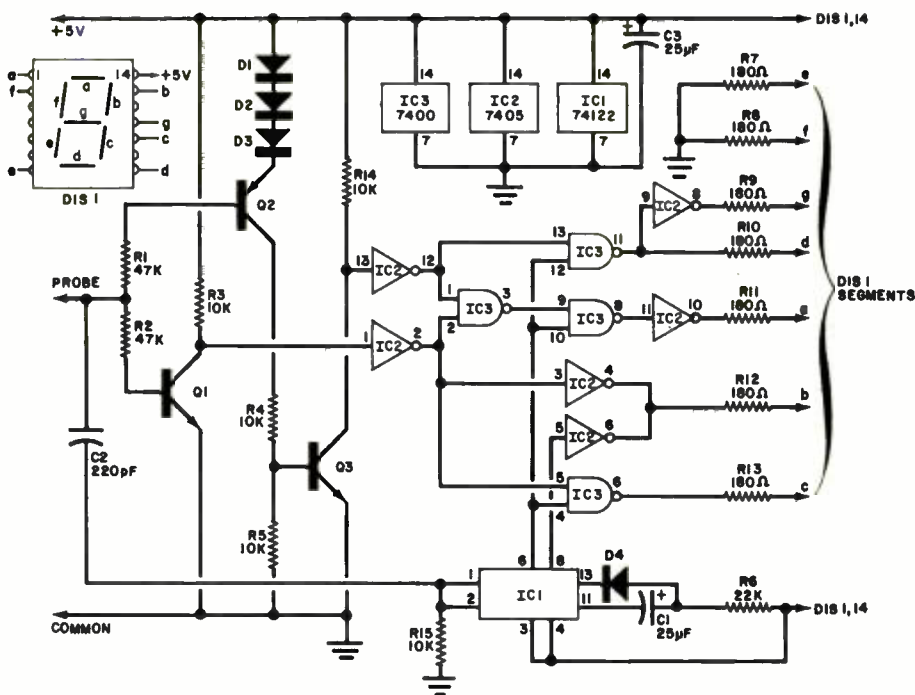 +5V
DIS 1,14
C3
25µF
D1
D2
D3
14
14
14
IC3
7400
IC2
7405
IC1
74122
7
7
7
R7
180Ω
e
R8
180Ω
f
a
1
14
+5V
f
a
b
f
b
g
g
e
c
c
d
e
d
DIS 1
R14
10K
Q2
9
IC2
8
R9
180Ω
g
R10
180Ω
d
13
12
IC3
11
R1
47K
PROBE
R2
47K
R3
10K
13
IC2
12
1
2
IC3
3
9
10
IC3
8
11
IC2
10
R11
180Ω
a
DIS 1
SEGMENTS
1
IC2
2
3
IC2
4
R12
180Ω
b
5
IC2
6
Q1
R4
10K
Q3
C2
220pF
5
4
IC3
6
R13
180Ω
c
R5
10K
6
8
D4
1
2
IC1
13
11
3
4
C1
25µF
+
R6
22K
DIS 1,14
R15
10K
COMMON